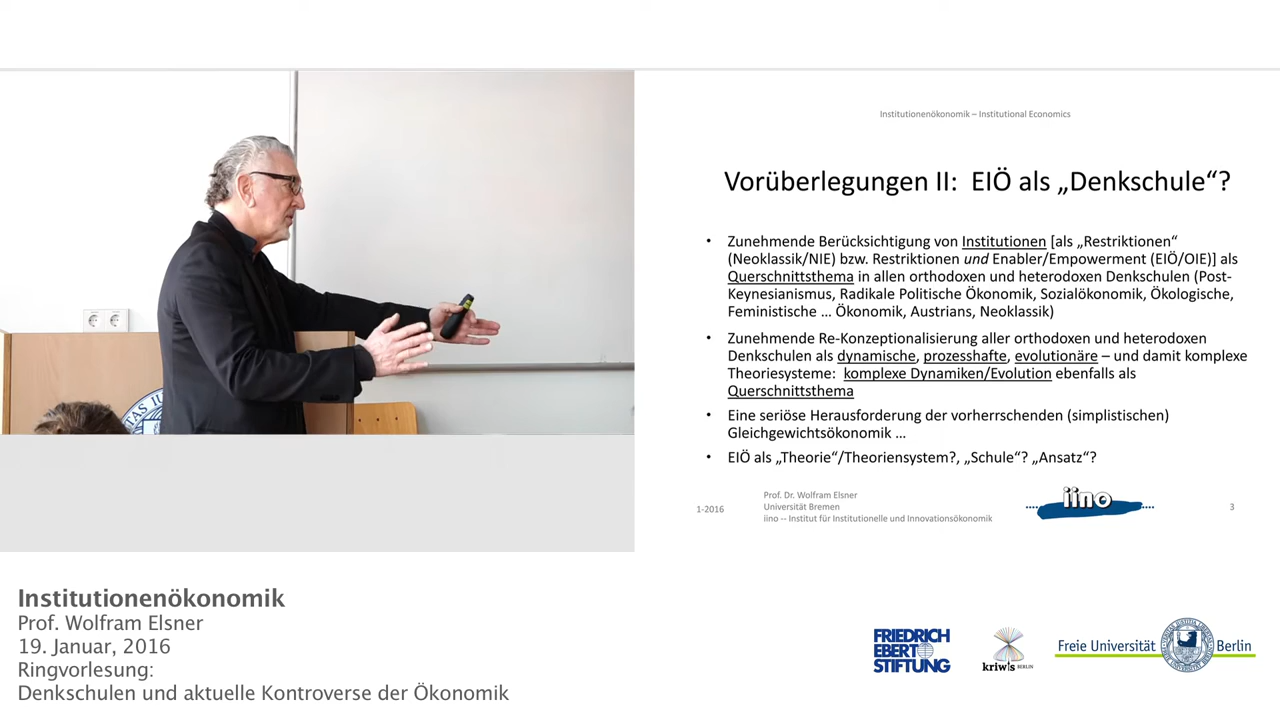 Institutionenökonomik – Institutional Economics
Vorüberlegungen II: EIÖ als „Denkschule“?
• Zunehmende Berücksichtigung von Institutionen [als „Restriktionen“
(Neoklassik/NIE) bzw. Restriktionen und Enabler/Empowerment (EIÖ/OIE)] als
Querschnittsthema in allen orthodoxen und heterodoxen Denkschulen (Post-
Keynesianismus, Radikale Politische Ökonomik, Sozialökonomik, Ökologische,
Feministische ... Ökonomik, Austrians, Neoklassik)
• Zunehmende Re-Konzeptionalisierung aller orthodoxen und heterodoxen
Denkschulen als dynamische, prozesshafte, evolutionäre – und damit komplexe
Theoriesysteme: komplexe Dynamiken/Evolution ebenfalls als
Querschnittsthema
• Eine seriöse Herausforderung der vorherrschenden (simplistischen)
Gleichgewichtsökonomik ...
• EIÖ als „Theorie“/Theoriensystem?, „Schule“? „Ansatz“?
1-2016
Prof. Dr. Wolfram Elsner
Universität Bremen
iino -- Institut für Institutionelle und Innovationsökonomik
iino
3
Institutionenökonomik
Prof. Wolfram Elsner
19. Januar, 2016
Ringvorlesung:
Denkschulen und aktuelle Kontroverse der Ökonomik
FRIEDRICH
EBERT
STIFTUNG
kriwis BERLIN
Freie Universität Berlin